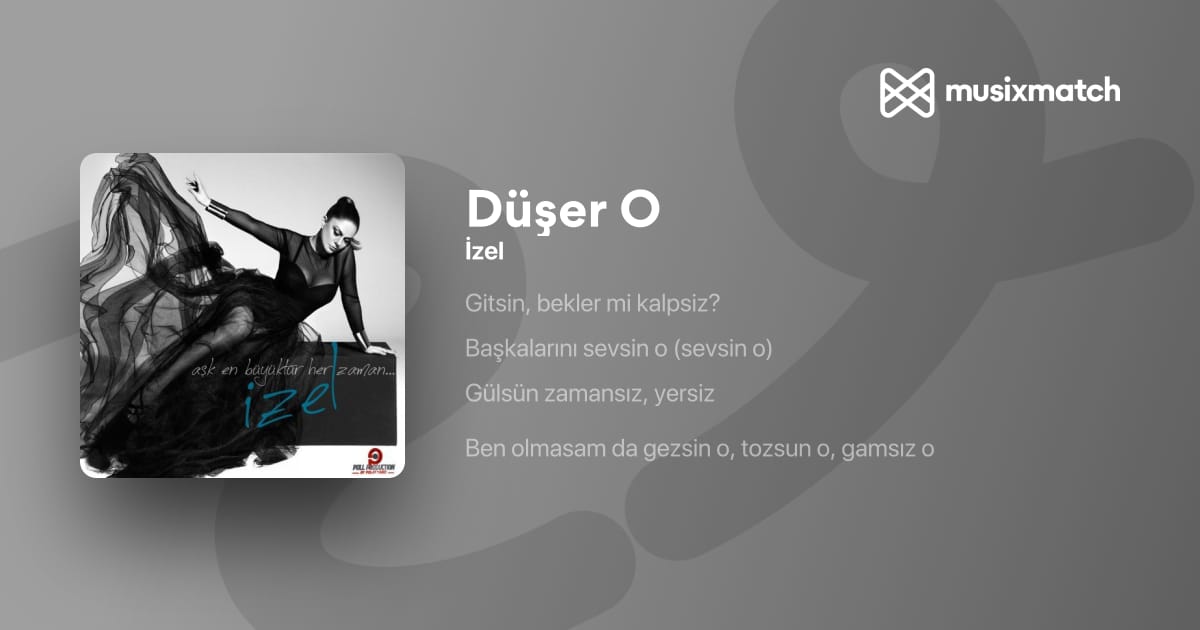 musixmatch
Düşer O
İzel
Gitsin, bekler mi kalpsiz?
Başkalarını sevsin o (sevsin o)
Gülsün zamansız, yersiz
Ben olmasam da gezsin o, tozsun o, gamsız o
aşk en büyüktür her zaman...
izel
POLL PRODUCTION